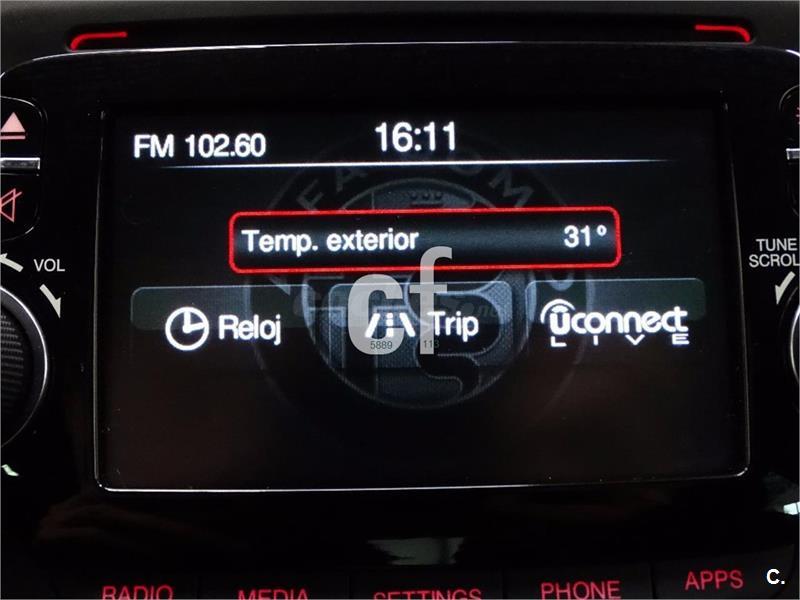 FM 102.60
16:11
Temp. exterior 31°
Reloj
Trip
uconnect
LIVE
cf
5889 113
VOL
TUNE
SCROLL
RADIO
MEDIA
SETTINGS
PHONE
APPS
C.